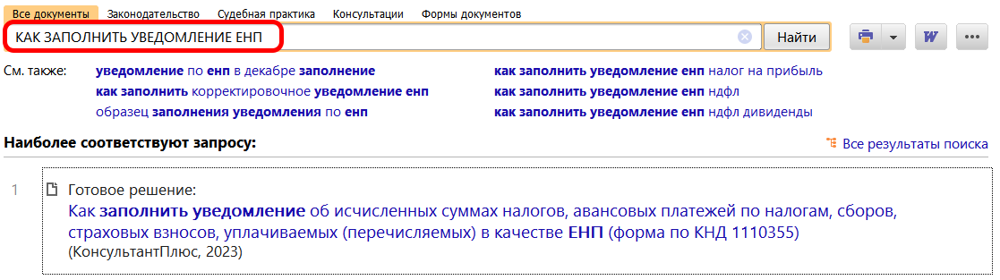 Все документы Законодательство Судебная практика Консультации Формы документов
КАК ЗАПОЛНИТЬ УВЕДОМЛЕНИЕ ЕНП Найти W
См. также: уведомление по енп в декабре заполнение как заполнить уведомление енп налог на прибыль
как заполнить корректировочное уведомление енп как заполнить уведомление енп ндфл
образец заполнения уведомления по енп как заполнить уведомление енп ндфл дивиденды
Наиболее соответствуют запросу: Все результаты поиска
1 Готовое решение:
Как заполнить уведомление об исчисленных суммах налогов, авансовых платежей по налогам, сборов,
страховых взносов, уплачиваемых (перечисляемых) в качестве ЕНП (форма по КНД 1110355)
(КонсультантПлюс, 2023)